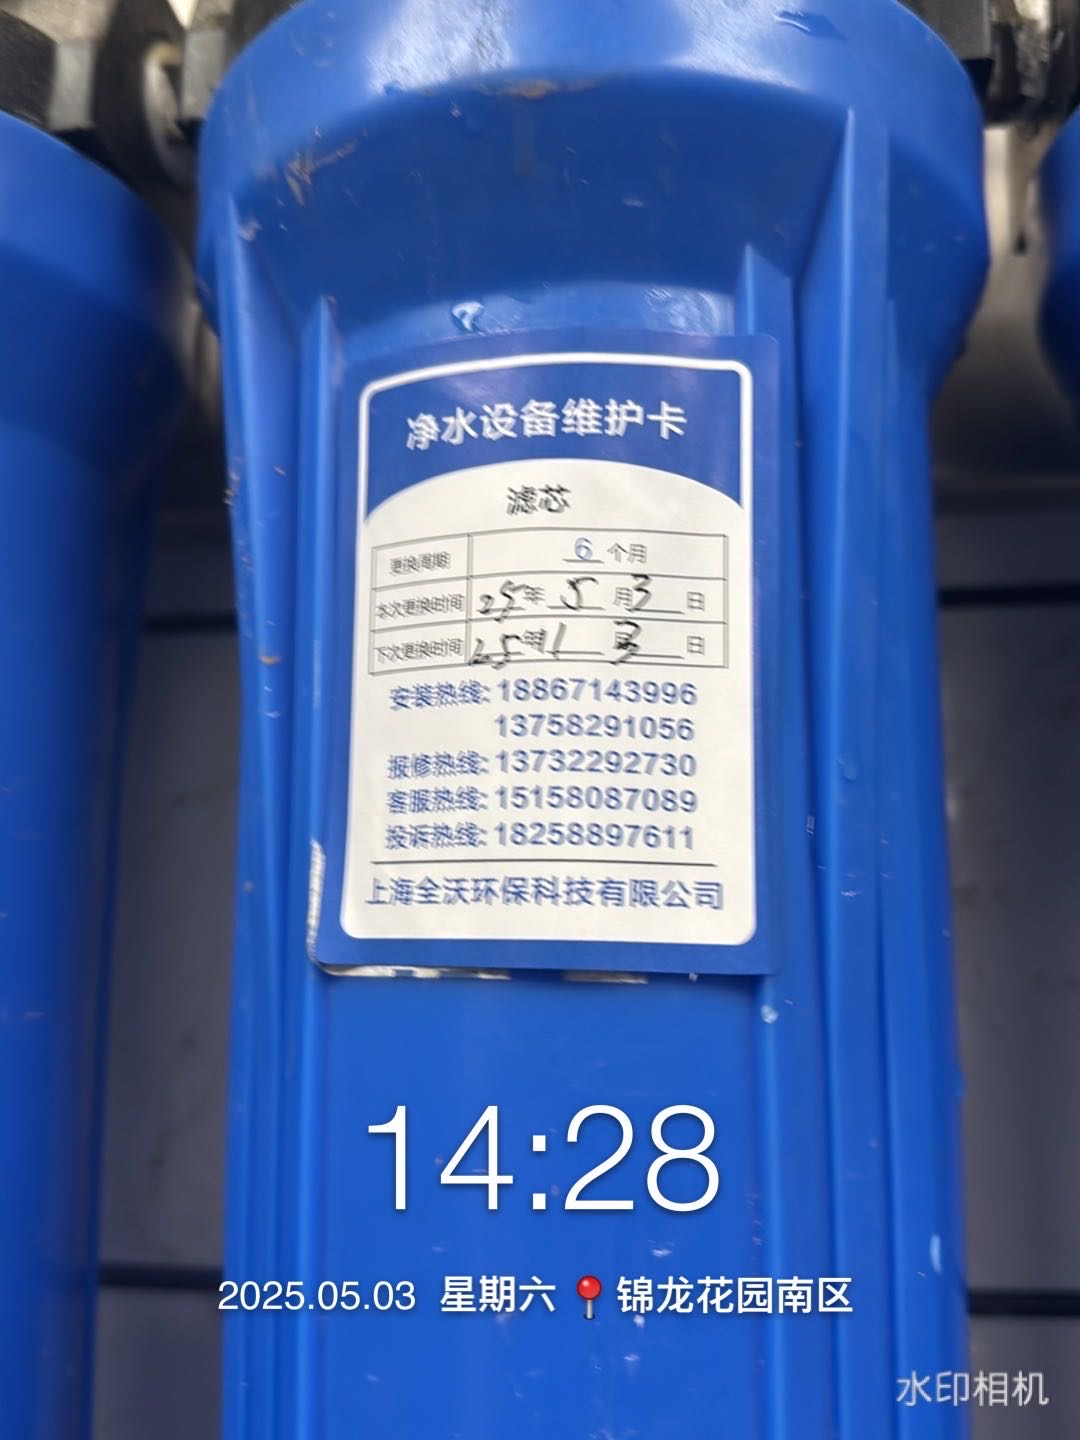 净水设备维护卡
滤芯
更换周期 6 个月
本次更换时间 25年 5 月3 日
下次更换时间 25年11 月3 日
安装热线: 18867143996
13758291056
报修热线: 13732292730
客服热线: 15158087089
投诉热线: 18258897611
上海全沃环保科技有限公司
14:28
2025.05.03 星期六 📍 锦龙花园南区
水印相机